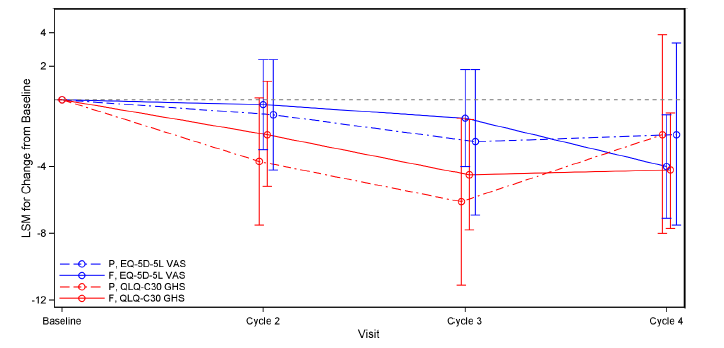 LSM for Change from Baseline
4
2
-4
-8
-12
P, EQ-5D-5L VAS
F, EQ-5D-5L VAS
P, QLQ-C30 GHS
F, QLQ-C30 GHS
Baseline
Cycle 2
Cycle 3
Cycle 4
Visit